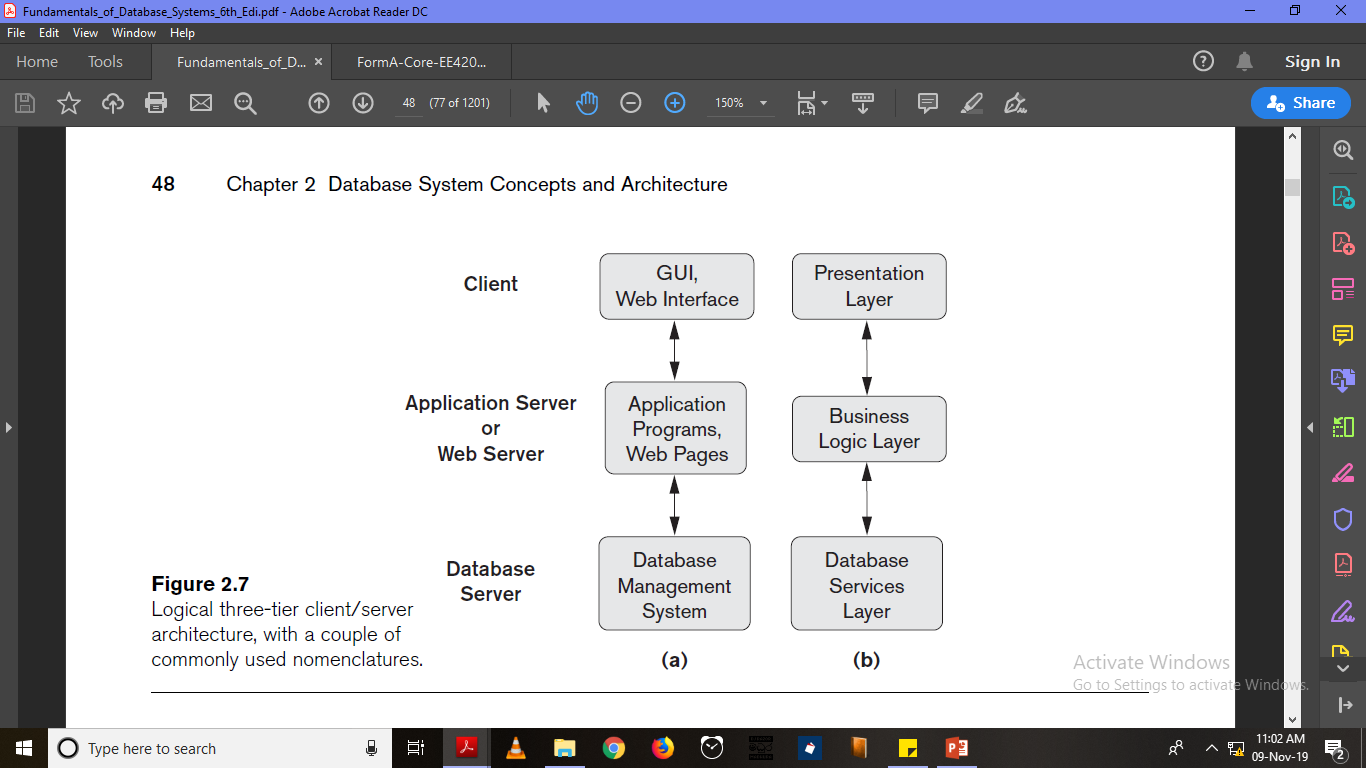 Fundamentals_of_Database_Systems_6th_Edi.pdf - Adobe Acrobat Reader DC
File Edit View Window Help
Home Tools Fundamentals_of_D... × FormA-Core-EE420... Sign In
48 (77 of 1201) 150% Share
48 Chapter 2 Database System Concepts and Architecture
Client
GUI,
Web Interface
Presentation
Layer
Application Server
or
Web Server
Application
Programs,
Web Pages
Business
Logic Layer
Database
Server
Database
Management
System
Database
Services
Layer
(a)
(b)
Figure 2.7
Logical three-tier client/server
architecture, with a couple of
commonly used nomenclatures.
Activate Windows
Go to Settings to activate Windows.
Type here to search
11:02 AM
09-Nov-19
2